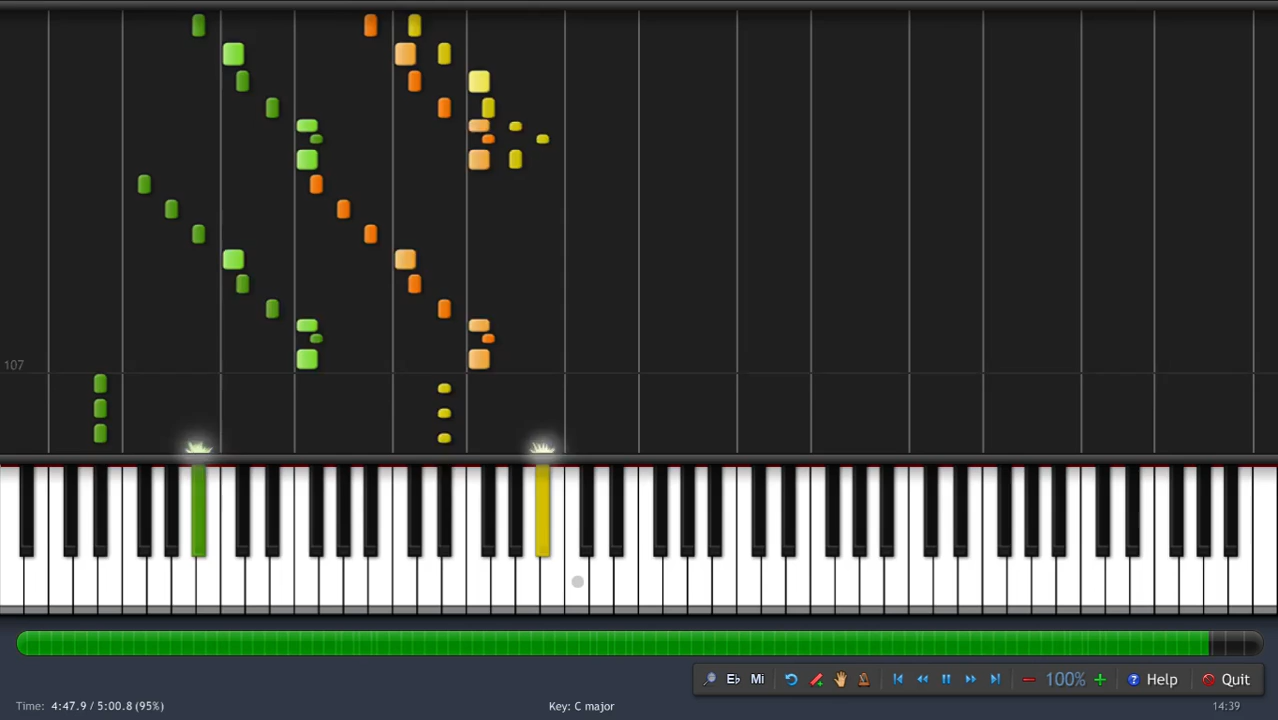 107
Eb Mi 100% Help Quit
Time: 4:47.9 / 5:00.8 (95%)
Key: C major
14:39